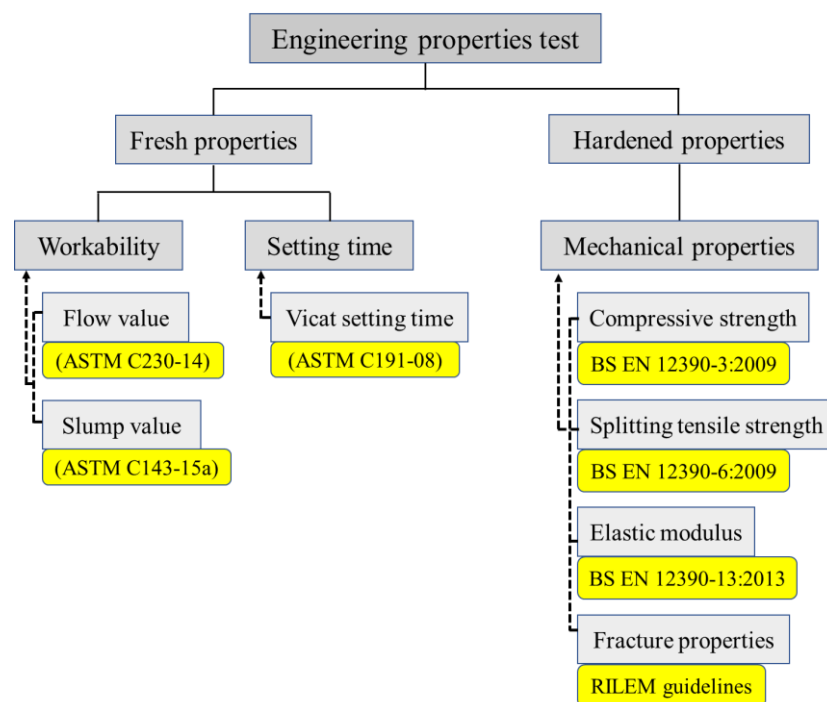 Engineering properties test
Fresh properties
Hardened properties
Workability
Setting time
Mechanical properties
Flow value
(ASTM C230-14)
Slump value
(ASTM C143-15a)
Vicat setting time
(ASTM C191-08)
Compressive strength
BS EN 12390-3:2009
Splitting tensile strength
BS EN 12390-6:2009
Elastic modulus
BS EN 12390-13:2013
Fracture properties
RILEM guidelines